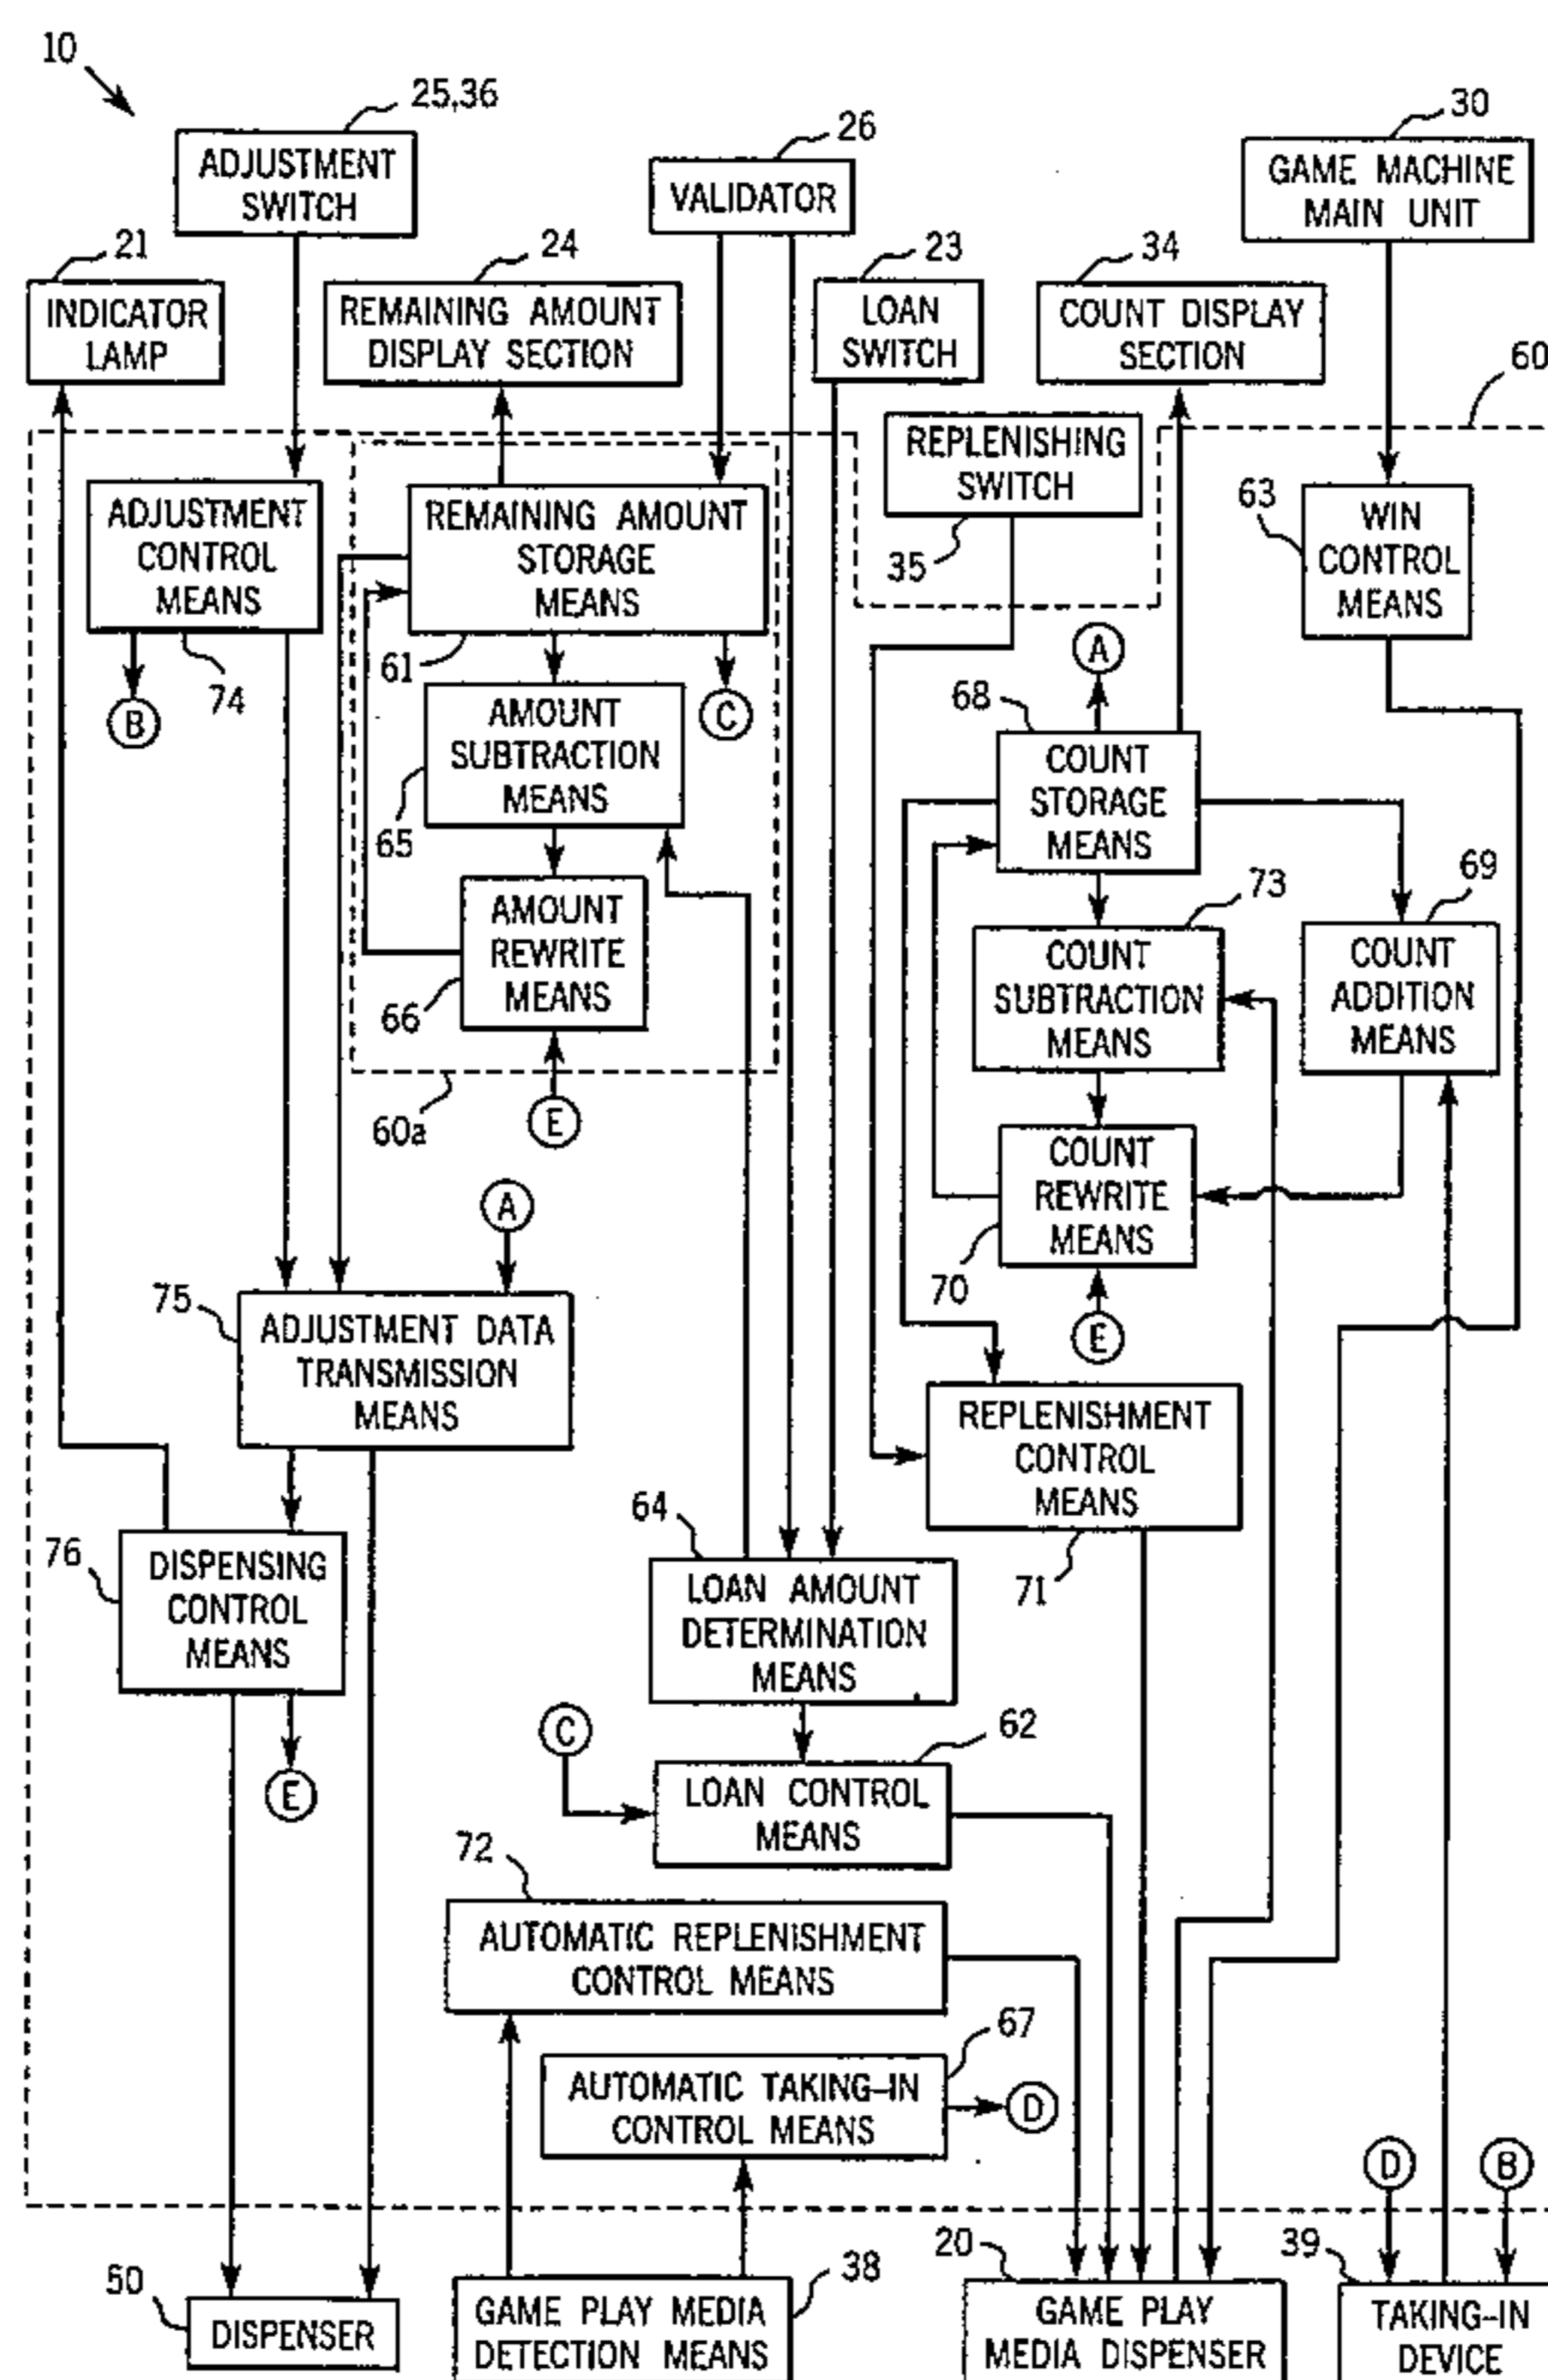 10
25,36
ADJUSTMENT
SWITCH
26
VALIDATOR
30
GAME MACHINE
MAIN UNIT
21
INDICATOR
LAMP
24
REMAINING AMOUNT
DISPLAY SECTION
23
LOAN
SWITCH
34
COUNT DISPLAY
SECTION
60
REPLENISHING
SWITCH
35
ADJUSTMENT
CONTROL
MEANS
74
B
REMAINING AMOUNT
STORAGE
MEANS
61
C
63
WIN
CONTROL
MEANS
A
AMOUNT
SUBTRACTION
MEANS
65
68
COUNT
STORAGE
MEANS
AMOUNT
REWRITE
MEANS
66
73
COUNT
SUBTRACTION
MEANS
69
COUNT
ADDITION
MEANS
60a
E
COUNT
REWRITE
MEANS
70
E
A
75
ADJUSTMENT DATA
TRANSMISSION
MEANS
REPLENISHMENT
CONTROL
MEANS
71
76
DISPENSING
CONTROL
MEANS
E
64
LOAN AMOUNT
DETERMINATION
MEANS
C
62
LOAN CONTROL
MEANS
72
AUTOMATIC REPLENISHMENT
CONTROL MEANS
67
AUTOMATIC TAKING-IN
CONTROL MEANS
D
D
B
50
DISPENSER
38
GAME PLAY MEDIA
DETECTION MEANS
20
GAME PLAY
MEDIA DISPENSER
39
TAKING-IN
DEVICE